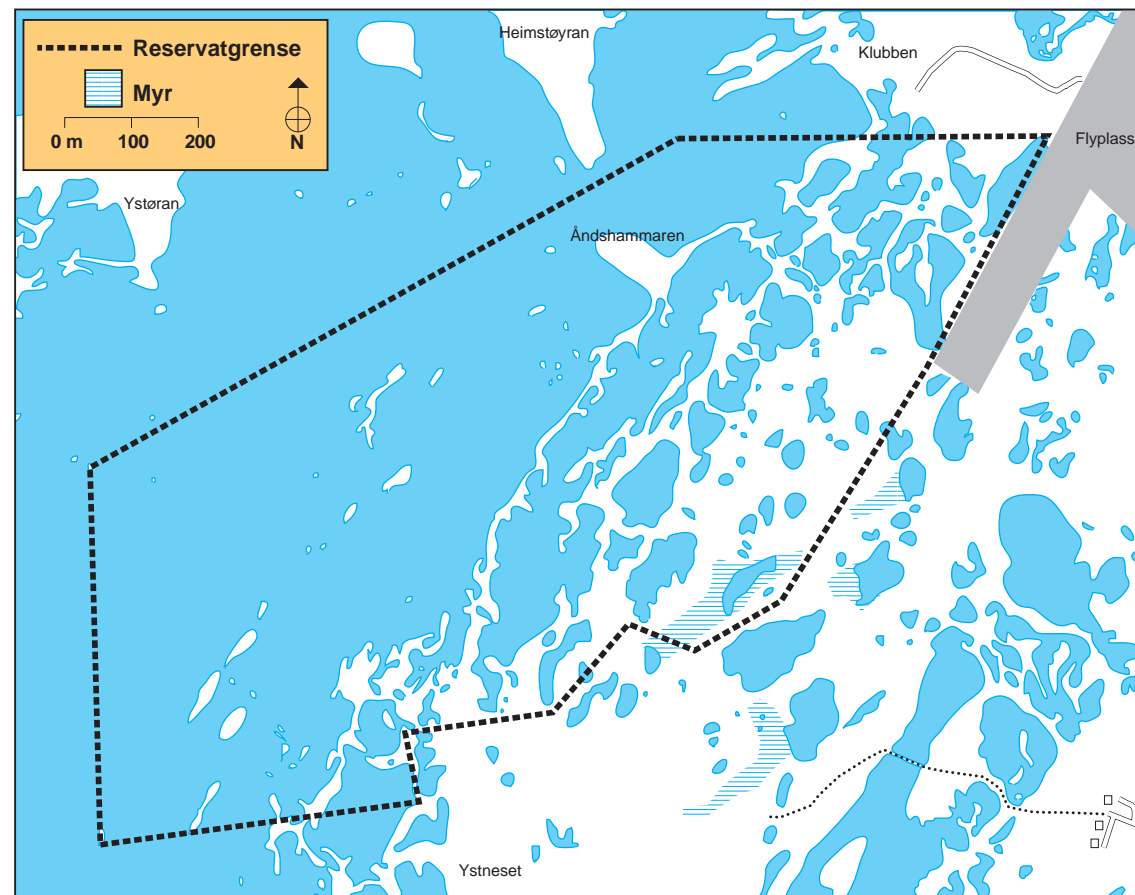 Reservatgrense
Myr
0 m 100 200
N
Heimstøyran
Klubben
Flyplass
Ystøran
Åndshammaren
Ystneset